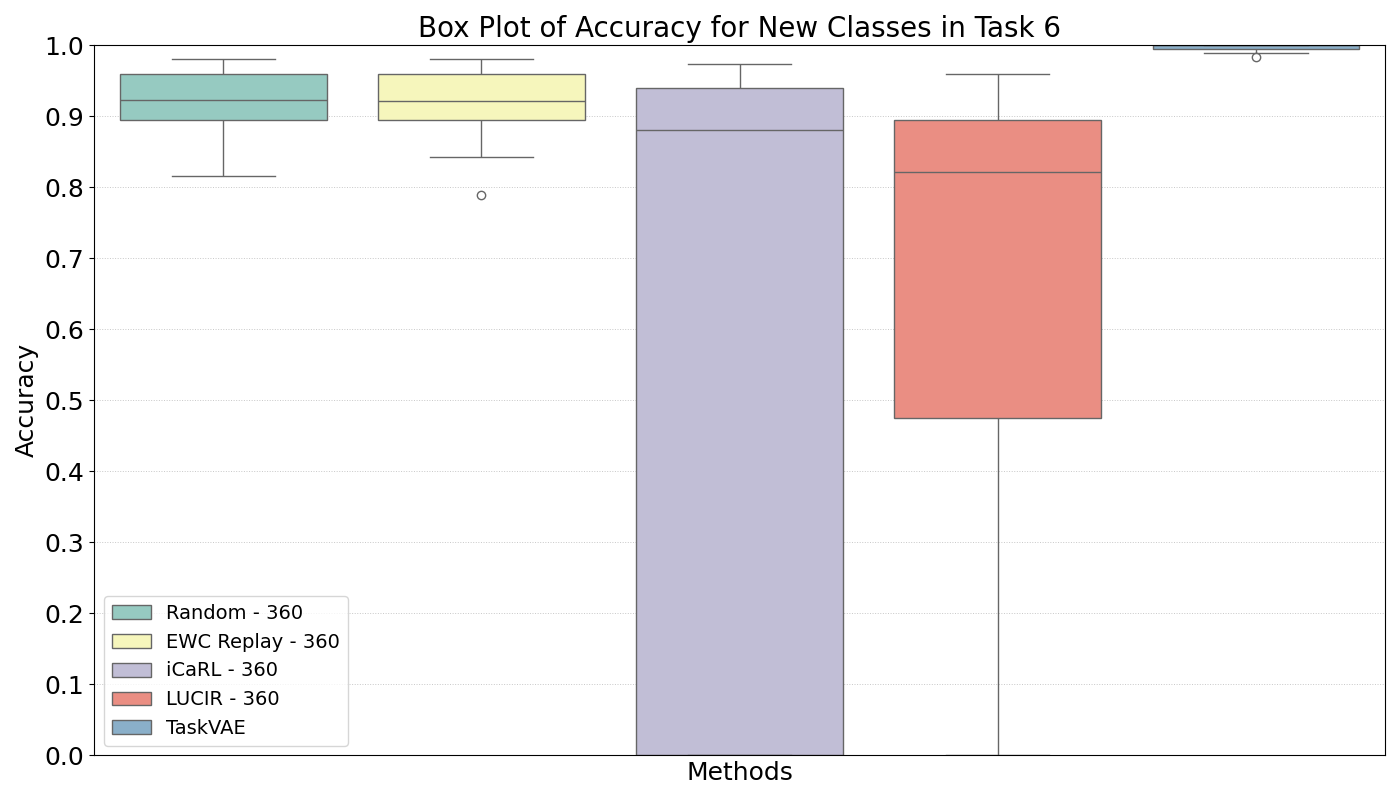 Box Plot of Accuracy for New Classes in Task 6
1.0
0.9
0.8
0.7
0.6
0.5
0.4
0.3
0.2
0.1
0.0
Accuracy
Random - 360
EWC Replay - 360
iCaRL - 360
LUCIR - 360
TaskVAE
Methods